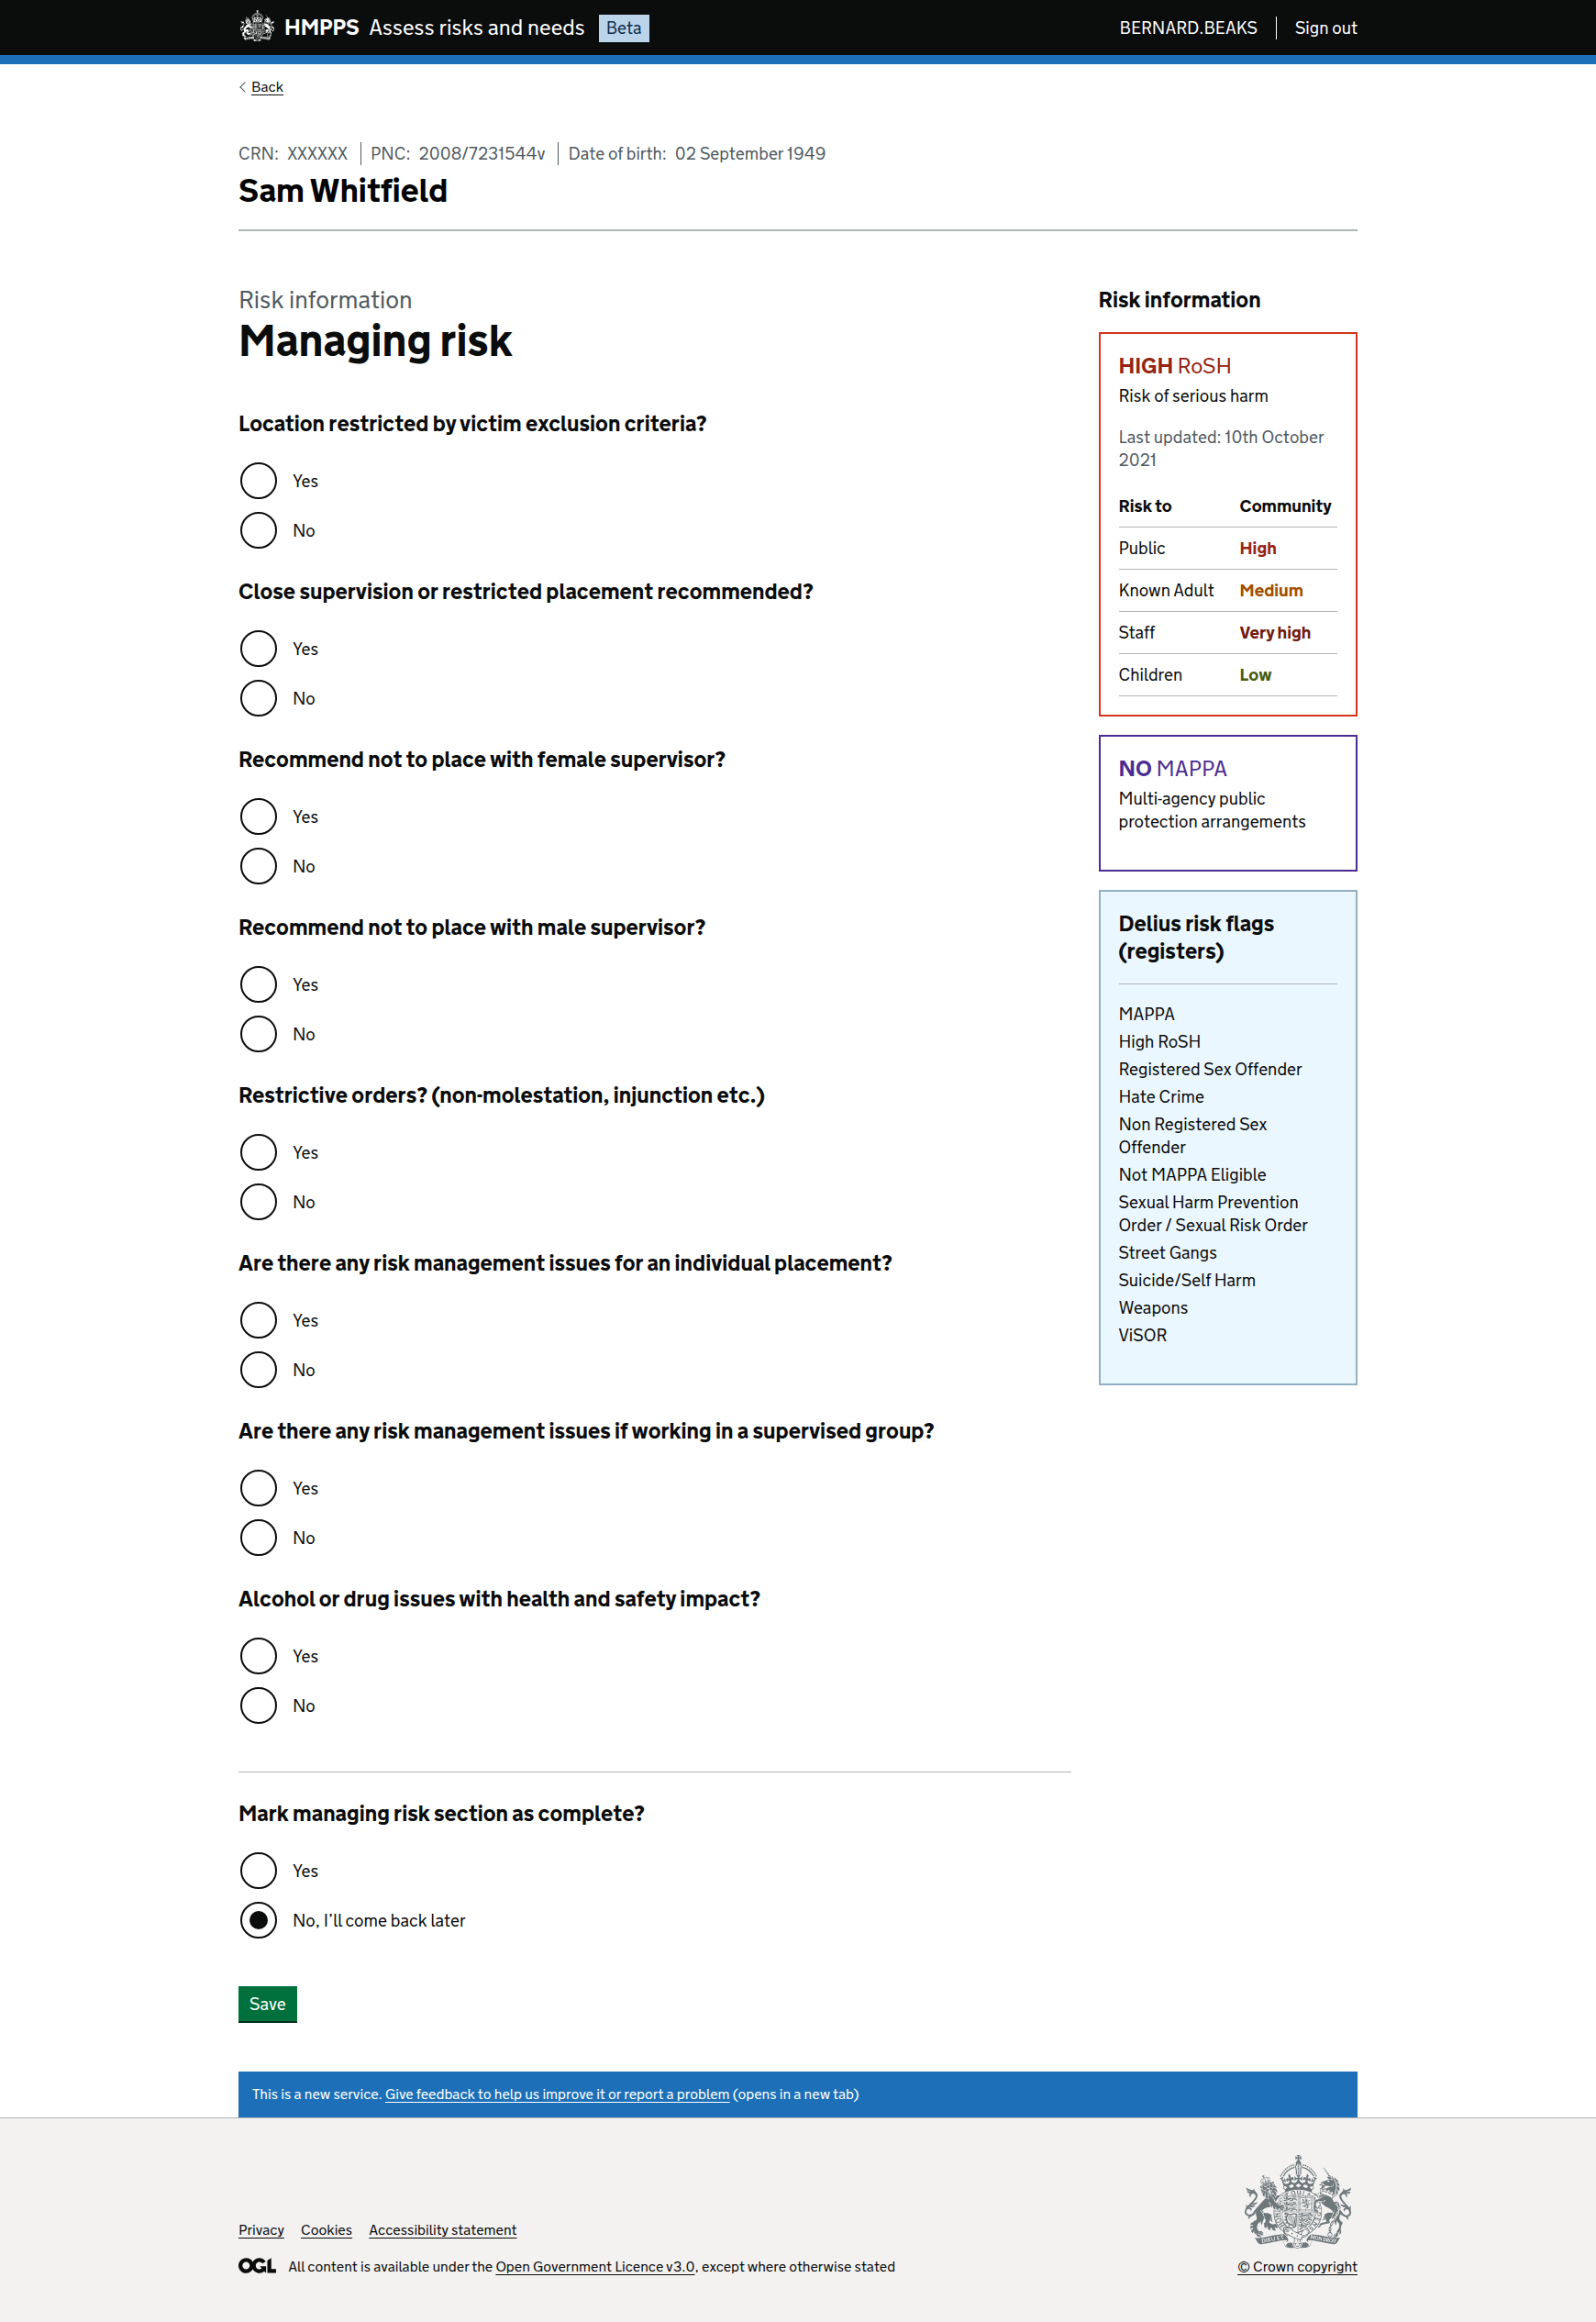 HMPPS Assess risks and needs Beta
BERNARD.BEAKS Sign out
Back
CRN: XXXXXX PNC: 2008/7231544v Date of birth: 02 September 1949
Sam Whitfield
Risk information
Managing risk
Location restricted by victim exclusion criteria?
Yes
No
Close supervision or restricted placement recommended?
Yes
No
Recommend not to place with female supervisor?
Yes
No
Recommend not to place with male supervisor?
Yes
No
Restrictive orders? (non-molestation, injunction etc.)
Yes
No
Are there any risk management issues for an individual placement?
Yes
No
Are there any risk management issues if working in a supervised group?
Yes
No
Alcohol or drug issues with health and safety impact?
Yes
No
Mark managing risk section as complete?
Yes
No, I'll come back later
Save
Risk information
HIGH RoSH
Risk of serious harm
Last updated: 10th October
2021
Risk to Community
Public High
Known Adult Medium
Staff Very high
Children Low
NO MAPPA
Multi-agency public
protection arrangements
Delius risk flags
(registers)
MAPPA
High RoSH
Registered Sex Offender
Hate Crime
Non Registered Sex
Offender
Not MAPPA Eligible
Sexual Harm Prevention
Order / Sexual Risk Order
Street Gangs
Suicide/Self Harm
Weapons
ViSOR
This is a new service. Give feedback to help us improve it or report a problem (opens in a new tab)
Privacy Cookies Accessibility statement
OGL All content is available under the Open Government Licence v3.0, except where otherwise stated
© Crown copyright